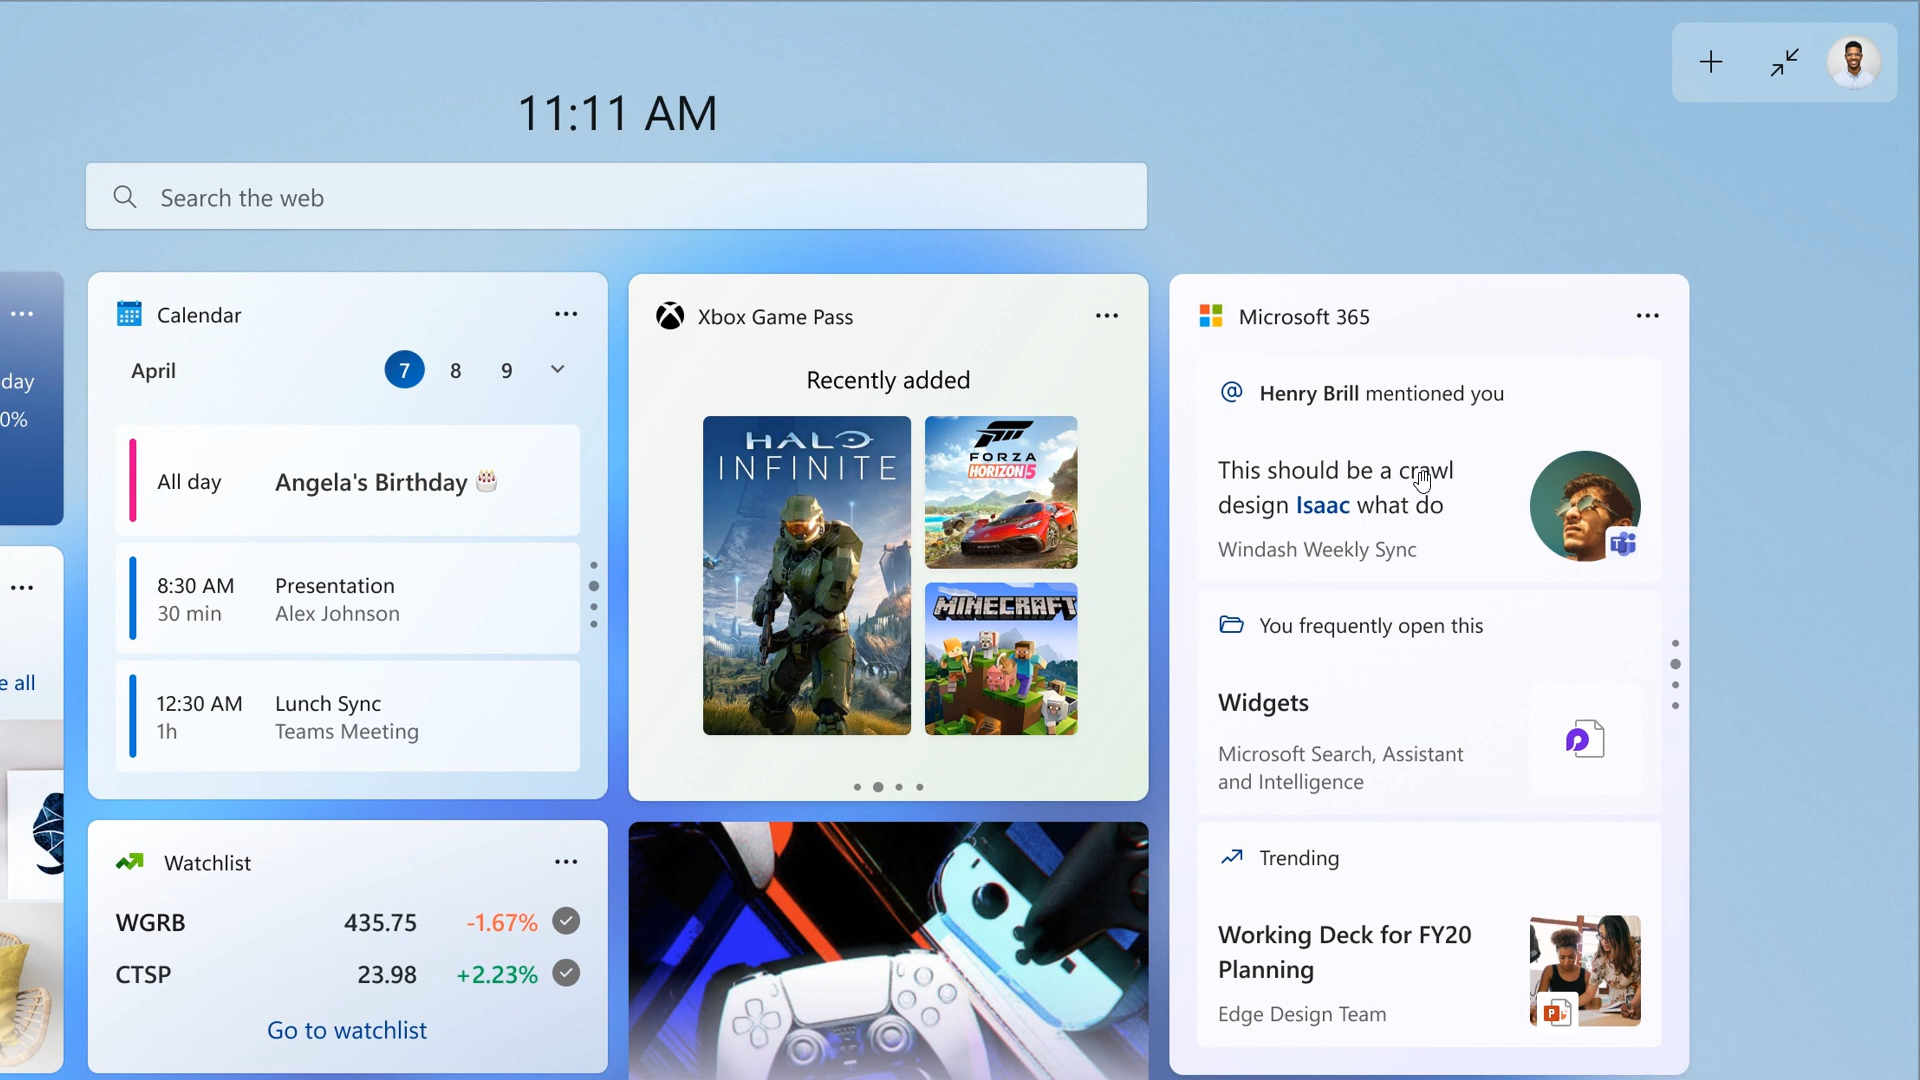 11:11 AM
Search the web
day
0%
e all
Calendar
April
7 8 9
All day Angela's Birthday
8:30 AM Presentation
30 min Alex Johnson
12:30 AM Lunch Sync
1h Teams Meeting
Watchlist
WGRB 435.75 -1.67%
CTSP 23.98 +2.23%
Go to watchlist
Xbox Game Pass
Recently added
HALO
INFINITE
FORZA
HORIZON 5
MINECRAFT
Microsoft 365
@ Henry Brill mentioned you
This should be a crawl
design Isaac what do
Windash Weekly Sync
You frequently open this
Widgets
Microsoft Search, Assistant
and Intelligence
Trending
Working Deck for FY20
Planning
Edge Design Team